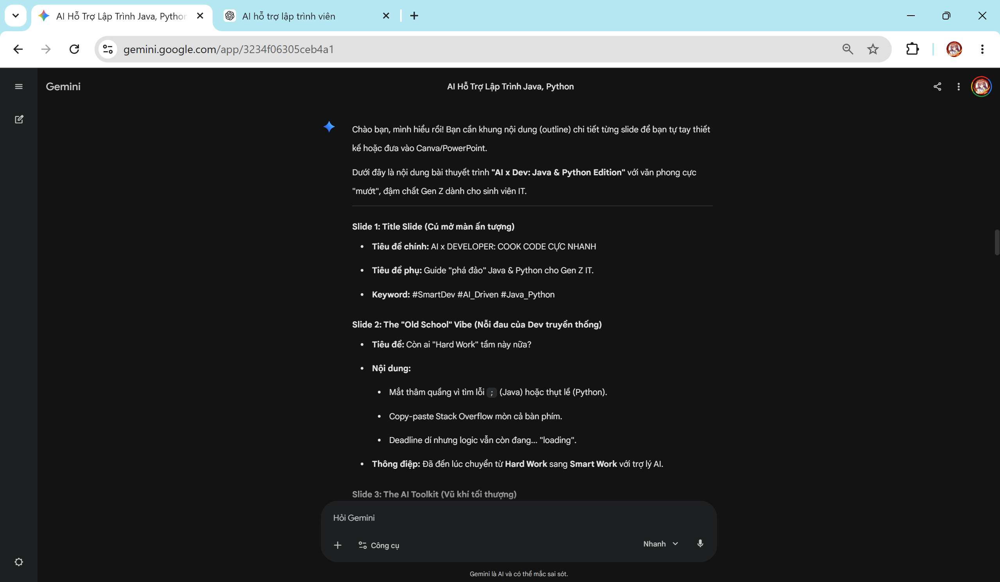 AI Hỗ Trợ Lập Trình Java, Python
AI hỗ trợ lập trình viên
gemini.google.com/app/3234f06305ceb4a1
Gemini
AI Hỗ Trợ Lập Trình Java, Python
Chào bạn, mình hiểu rồi! Bạn cần khung nội dung (outline) chi tiết từng slide để bạn tự tay thiết
kế hoặc đưa vào Canva/PowerPoint.
Dưới đây là nội dung bài thuyết trình "AI x Dev: Java & Python Edition" với văn phong cực
"mướt", đậm chất Gen Z dành cho sinh viên IT.
Slide 1: Title Slide (Cú mở màn ấn tượng)
• Tiêu đề chính: AI x DEVELOPER: COOK CODE CỰC NHANH
• Tiêu đề phụ: Guide "phá đảo" Java & Python cho Gen Z IT.
• Keyword: #SmartDev #AI_Driven #Java_Python
Slide 2: The "Old School" Vibe (Nỗi đau của Dev truyền thống)
• Tiêu đề: Còn ai "Hard Work" tầm này nữa?
• Nội dung:
• Mắt thâm quầng vì tìm lỗi ; (Java) hoặc thụt lề (Python).
• Copy-paste Stack Overflow mòn cả bàn phím.
• Deadline dí nhưng logic vẫn còn đang... "loading".
• Thông điệp: Đã đến lúc chuyển từ Hard Work sang Smart Work với trợ lý AI.
Slide 3: The AI Toolkit (Vũ khí tối thượng)
Hỏi Gemini
Công cụ
Nhanh
Gemini là AI và có thể mắc sai sót.